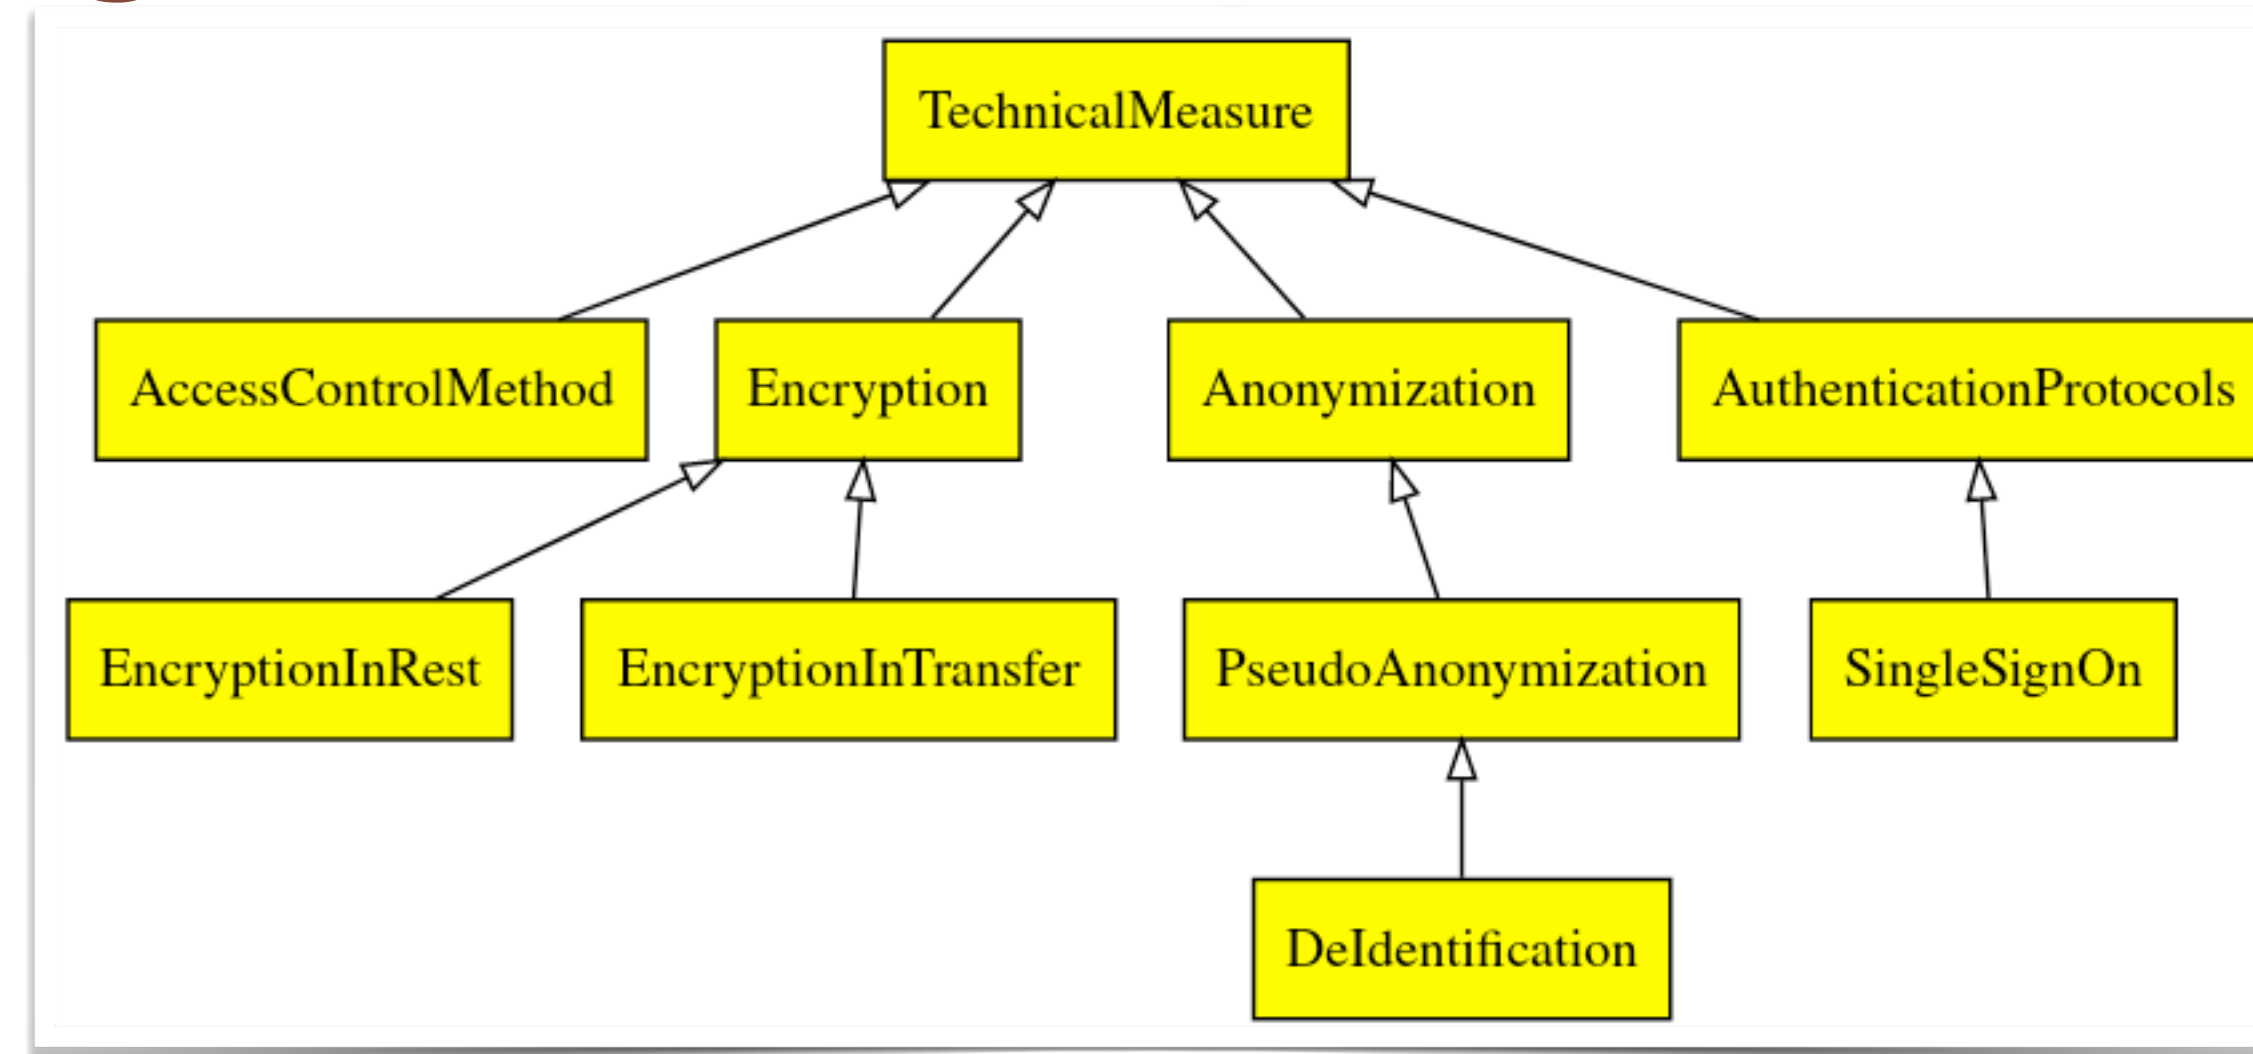 TechnicalMeasure
AccessControlMethod
Encryption
Anonymization
AuthenticationProtocols
EncryptionInRest
EncryptionInTransfer
PseudoAnonymization
SingleSignOn
DeIdentification